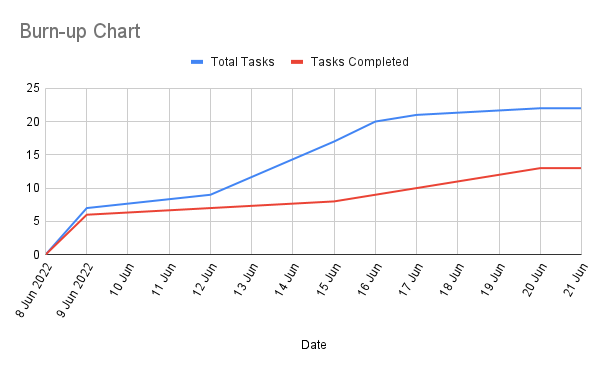 Burn-up Chart
Total Tasks
Tasks Completed
25
20
15
10
5
0
8 Jun 2022
9 Jun 2022
10 Jun
11 Jun
12 Jun
13 Jun
14 Jun
15 Jun
16 Jun
17 Jun
18 Jun
19 Jun
20 Jun
21 Jun
Date